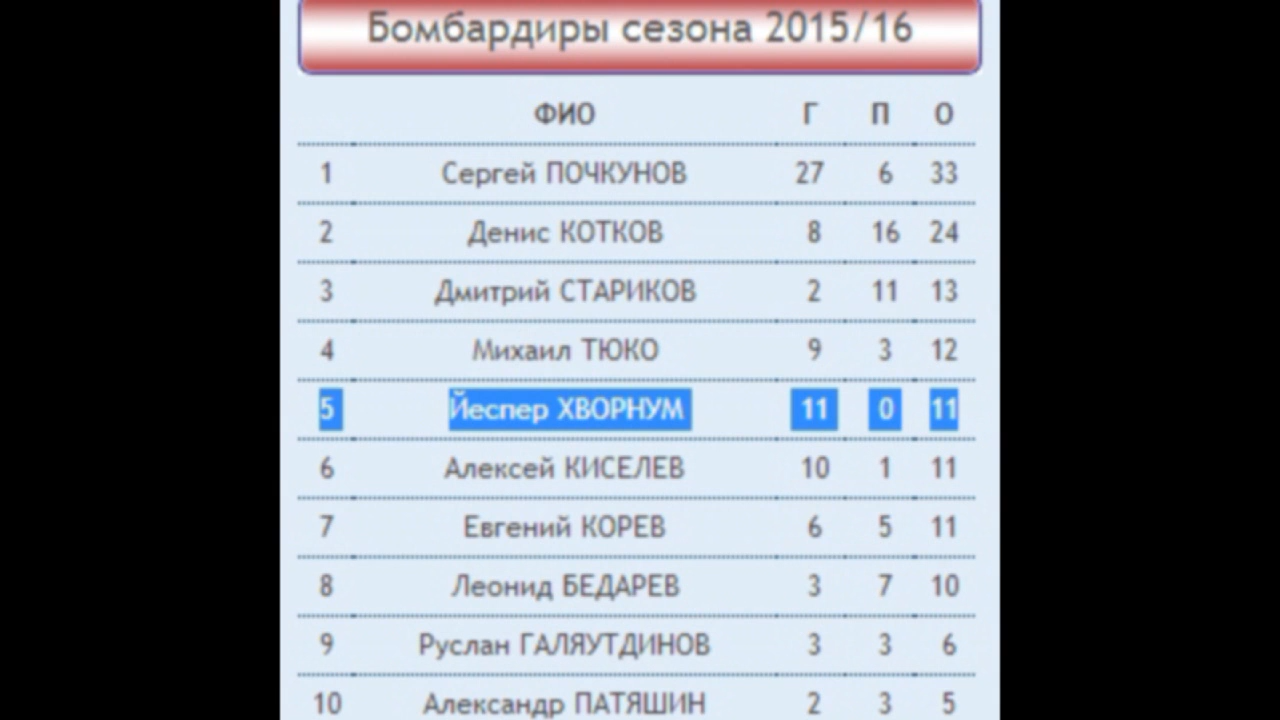 Бомбардиры сезона 2015/16
ФИО Г П О
1 Сергей ПОЧКУНОВ 27 6 33
2 Денис КОТКОВ 8 16 24
3 Дмитрий СТАРИКОВ 2 11 13
4 Михаил ТЮКО 9 3 12
5 Йеспер ХВОРНУМ 11 0 11
6 Алексей КИСЕЛЕВ 10 1 11
7 Евгений КОРЕВ 6 5 11
8 Леонид БЕДАРЕВ 3 7 10
9 Руслан ГАЛЯУТДИНОВ 3 3 6
10 Александр ПАТЯШИН 2 3 5